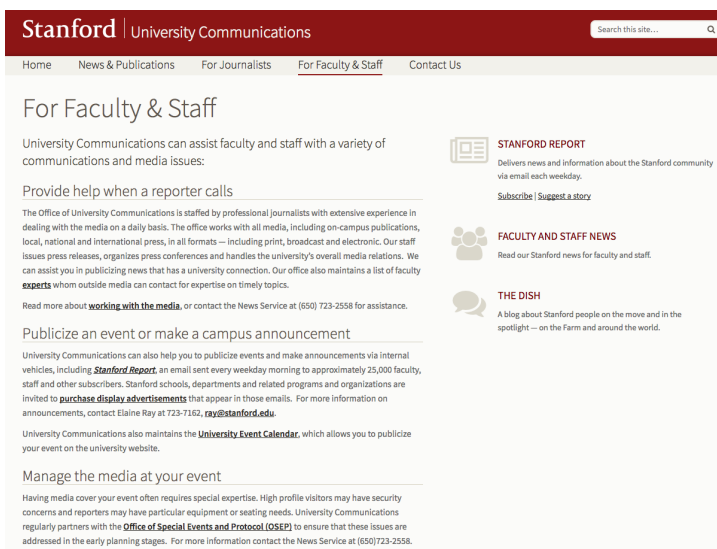 Stanford | University Communications
Search this site...
Home News & Publications For Journalists For Faculty & Staff Contact Us
For Faculty & Staff
University Communications can assist faculty and staff with a variety of
communications and media issues:
Provide help when a reporter calls
The Office of University Communications is staffed by professional journalists with extensive experience in
dealing with the media on a daily basis. The office works with all media, including on-campus publications,
local, national and international press, in all formats — including print, broadcast and electronic. Our staff
issues press releases, organizes press conferences and handles the university's overall media relations. We
can assist you in publicizing news that has a university connection. Our office also maintains a list of faculty
experts whom outside media can contact for expertise on timely topics.
Read more about working with the media, or contact the News Service at (650) 723-2558 for assistance.
Publicize an event or make a campus announcement
University Communications can also help you to publicize events and make announcements via internal
vehicles, including Stanford Report, an email sent every weekday morning to approximately 25,000 faculty,
staff and other subscribers. Stanford schools, departments and related programs and organizations are
invited to purchase display advertisements that appear in those emails. For more information on
announcements, contact Elaine Ray at 723-7162, ray@stanford.edu.
University Communications also maintains the University Event Calendar, which allows you to publicize
your event on the university website.
Manage the media at your event
Having media cover your event often requires special expertise. High profile visitors may have security
concerns and reporters may have particular equipment or seating needs. University Communications
regularly partners with the Office of Special Events and Protocol (OSEP) to ensure that these issues are
addressed in the early planning stages. For more information contact the News Service at (650)723-2558.
STANFORD REPORT
Delivers news and information about the Stanford community
via email each weekday.
Subscribe | Suggest a story
FACULTY AND STAFF NEWS
Read our Stanford news for faculty and staff.
THE DISH
A blog about Stanford people on the move and in the
spotlight — on the Farm and around the world.